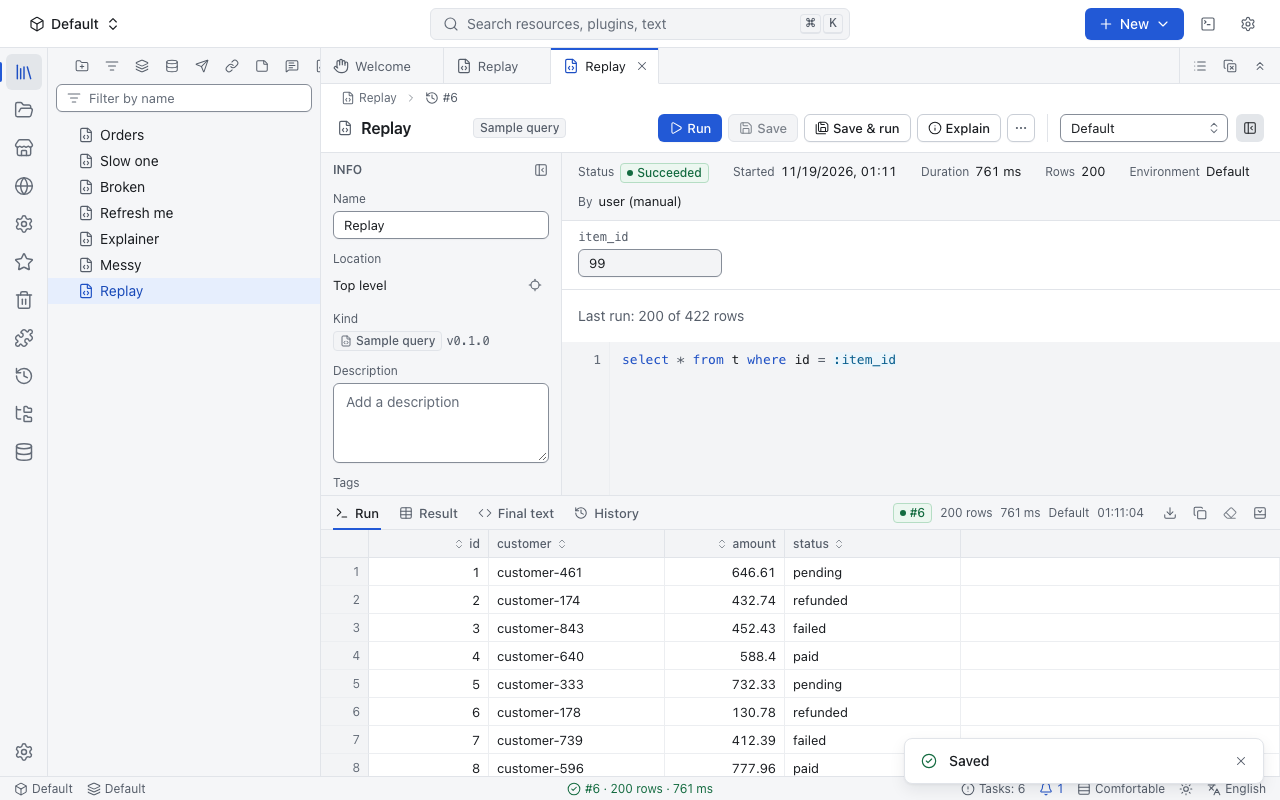 Default
Search resources, plugins, text
⌘ K
New
Welcome
Replay
Replay
Filter by name
Orders
Slow one
Broken
Refresh me
Explainer
Messy
Replay
Replay
#6
Replay
Sample query
Run
Save
Save & run
Explain
Default
INFO
Name
Replay
Location
Top level
Kind
Sample query v0.1.0
Description
Add a description
Tags
Status Succeeded Started 11/19/2026, 01:11 Duration 761 ms Rows 200 Environment Default
By user (manual)
item_id
99
Last run: 200 of 422 rows
1 select * from t where id = :item_id
Run Result Final text History
#6 200 rows 761 ms Default 01:11:04
id customer amount status
1 1 customer-461 646.61 pending
2 2 customer-174 432.74 refunded
3 3 customer-843 452.43 failed
4 4 customer-640 588.4 paid
5 5 customer-333 732.33 pending
6 6 customer-178 130.78 refunded
7 7 customer-739 412.39 failed
8 8 customer-596 777.96 paid
Saved
Default Default
#6 · 200 rows · 761 ms
Tasks: 6 1 Comfortable English